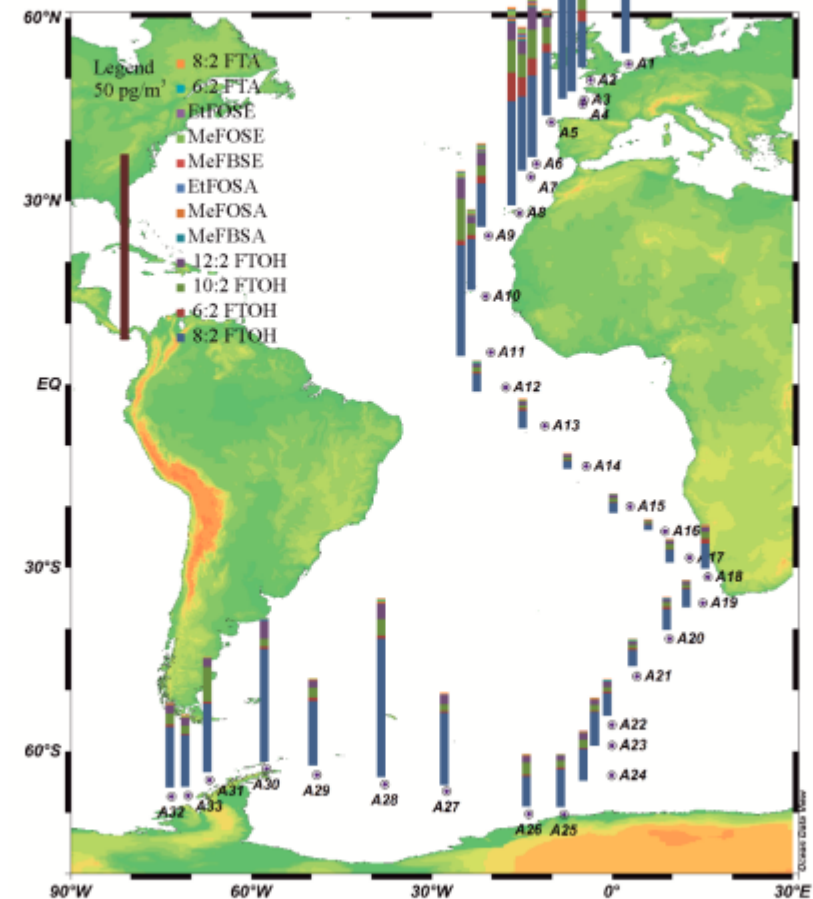 60°N
Legend
50 pg/m³
8:2 FTA
6:2 FTA
EtFOSE
MeFOSE
MeFBSE
EtFOSA
MeFOSA
MeFBSA
12:2 FTOH
10:2 FTOH
6:2 FTOH
8:2 FTOH
A1
A2
A3
A4
A5
A6
A7
30°N
A8
A9
A10
A11
EQ
A12
A13
A14
A15
A16
A17
30°S
A18
A19
A20
A21
A22
60°S
A23
A24
A30
A31
A29
A28
A27
A33
A32
A26
A25
Ocean Data View
90°W
60°W
30°W
0°
30°E